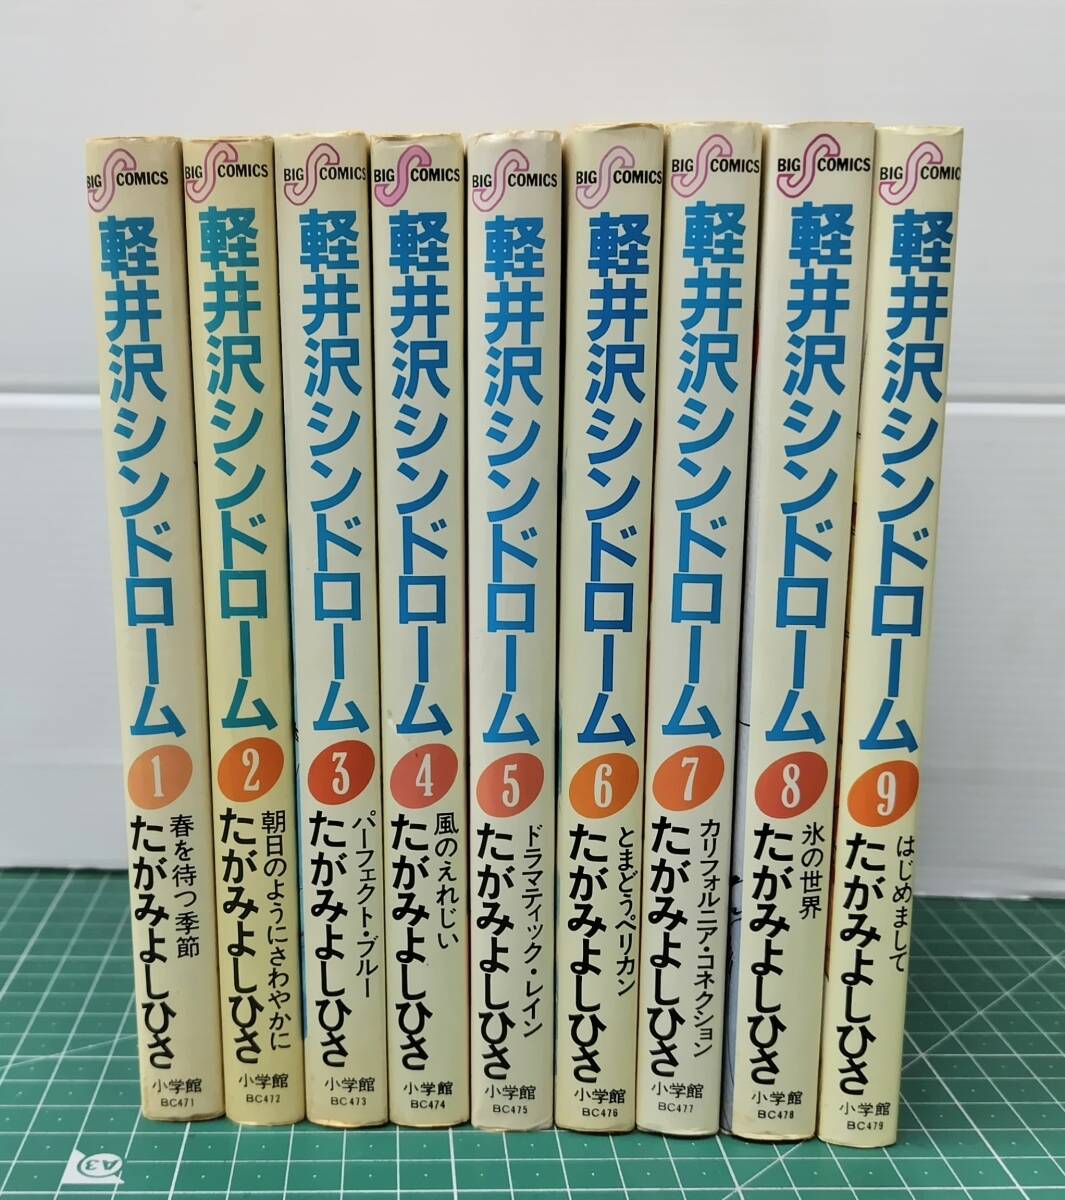 BIG S COMICS
軽井沢シンドローム
1
春を待つ季節
たがみよしひさ
小学館
BC471
BIG S COMICS
軽井沢シンドローム
2
朝日のようにさわやかに
たがみよしひさ
小学館
BC472
BIG S COMICS
軽井沢シンドローム
3
パーフェクト・ブルー
たがみよしひさ
小学館
BC473
BIG S COMICS
軽井沢シンドローム
4
風のえれじい
たがみよしひさ
小学館
BC474
BIG S COMICS
軽井沢シンドローム
5
ドラマティック・レイン
たがみよしひさ
小学館
BC475
BIG S COMICS
軽井沢シンドローム
6
とまどうペリカン
たがみよしひさ
小学館
BC476
BIG S COMICS
軽井沢シンドローム
7
カリフォルニア・コネクション
たがみよしひさ
小学館
BC477
BIG S COMICS
軽井沢シンドローム
8
氷の世界
たがみよしひさ
小学館
BC478
BIG S COMIC
軽井沢シンドローム
9
はじめまして
たがみよしひさ
小学館
BC479
A3